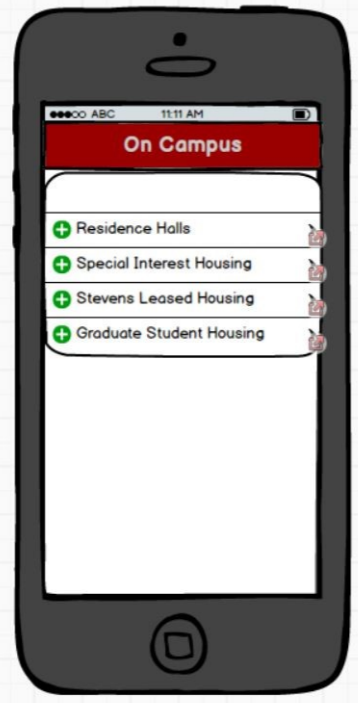 ABC 11:11 AM
On Campus
Residence Halls
Special Interest Housing
Stevens Leased Housing
Graduate Student Housing